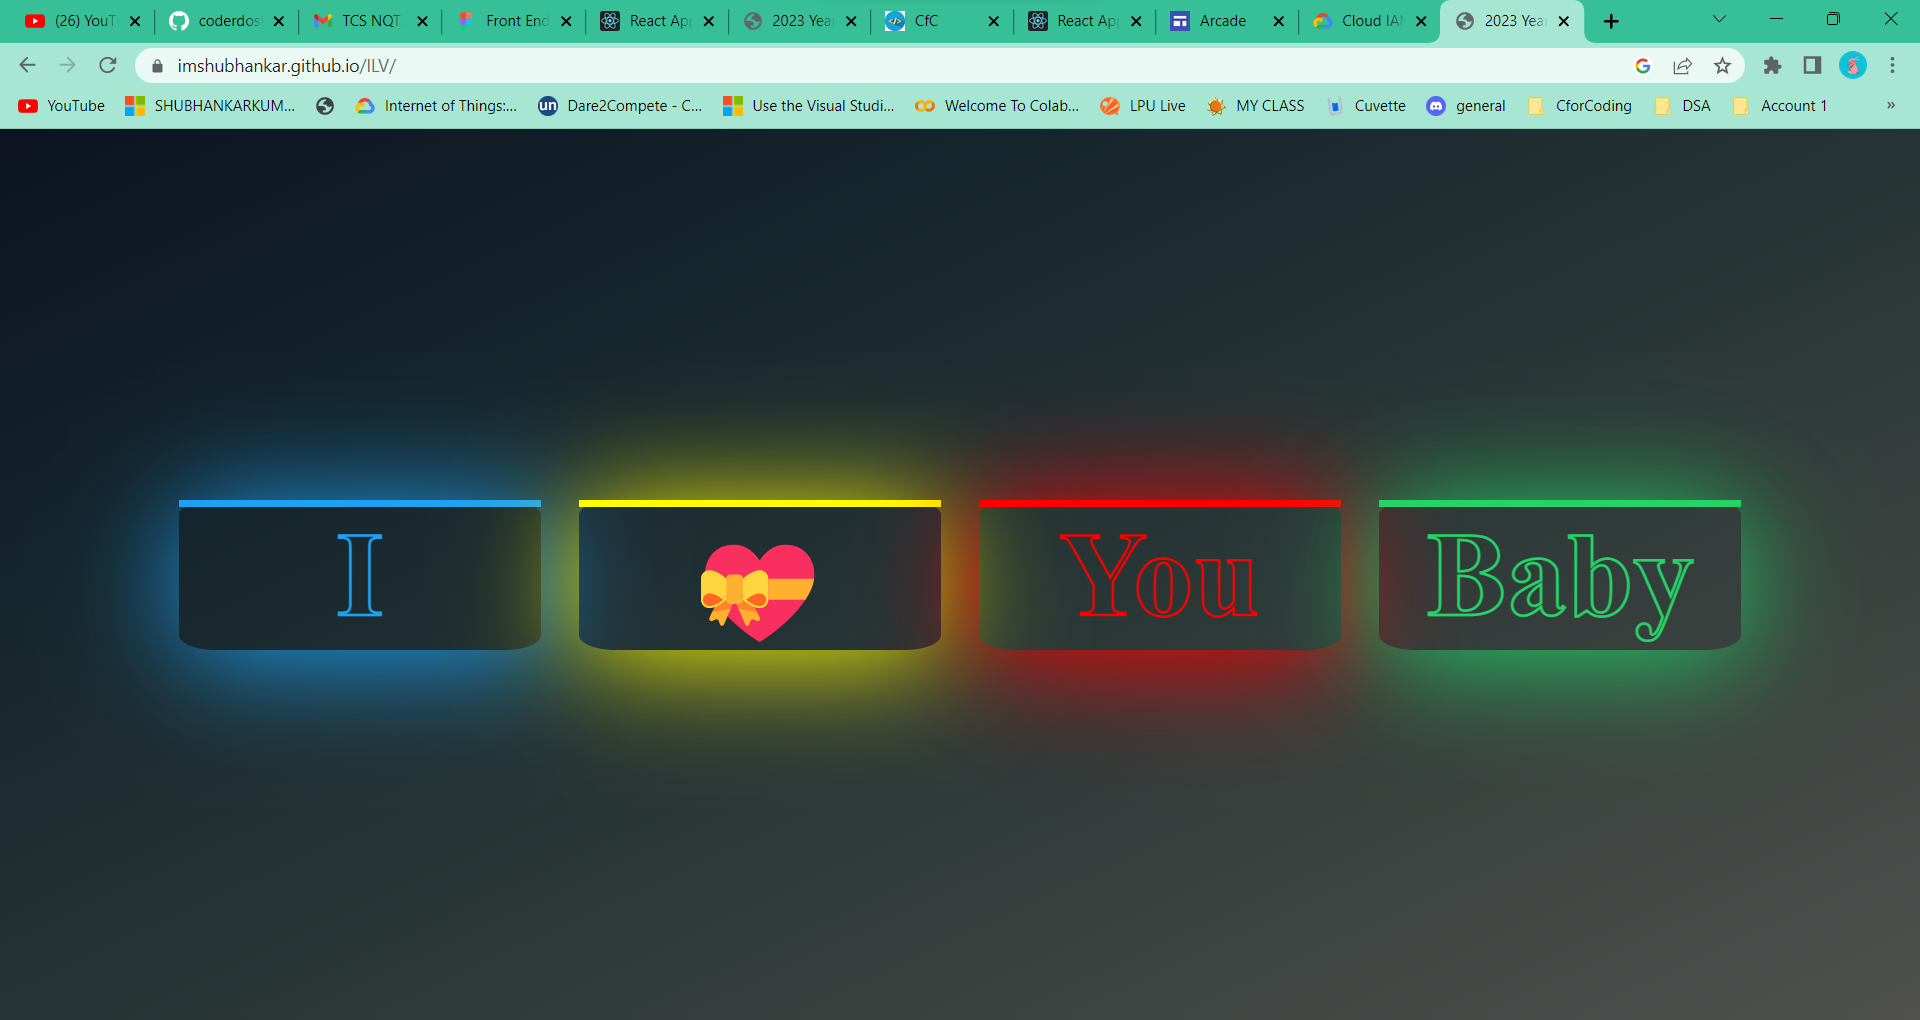 (26) YouT
coderdos
TCS NQT
Front End
React Ap
2023 Yea
CfC
React Ap
Arcade
Cloud IA
2023 Yea
imshubhankar.github.io/ILV/
YouTube
SHUBHANKARKUM...
Internet of Things:...
un
Dare2Compete - C...
Use the Visual Studi...
Welcome To Colab...
LPU Live
MY CLASS
Cuvette
general
CforCoding
DSA
Account 1
»
I 💝 You Baby